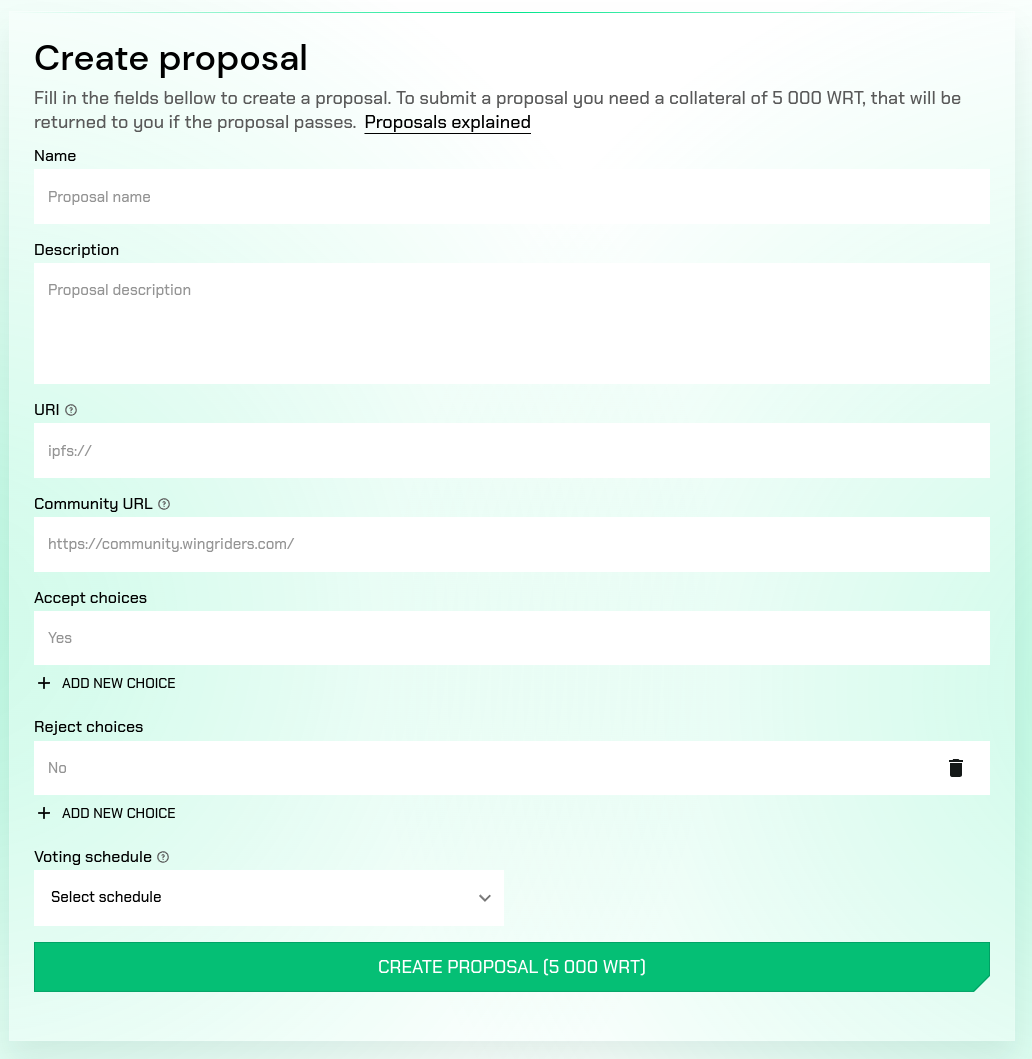 Create proposal
Fill in the fields bellow to create a proposal. To submit a proposal you need a collateral of 5 000 WRT, that will be
returned to you if the proposal passes. Proposals explained
Name
Proposal name
Description
Proposal description
URI
ipfs://
Community URL
https://community.wingriders.com/
Accept choices
Yes
ADD NEW CHOICE
Reject choices
No
ADD NEW CHOICE
Voting schedule
Select schedule
CREATE PROPOSAL (5 000 WRT)